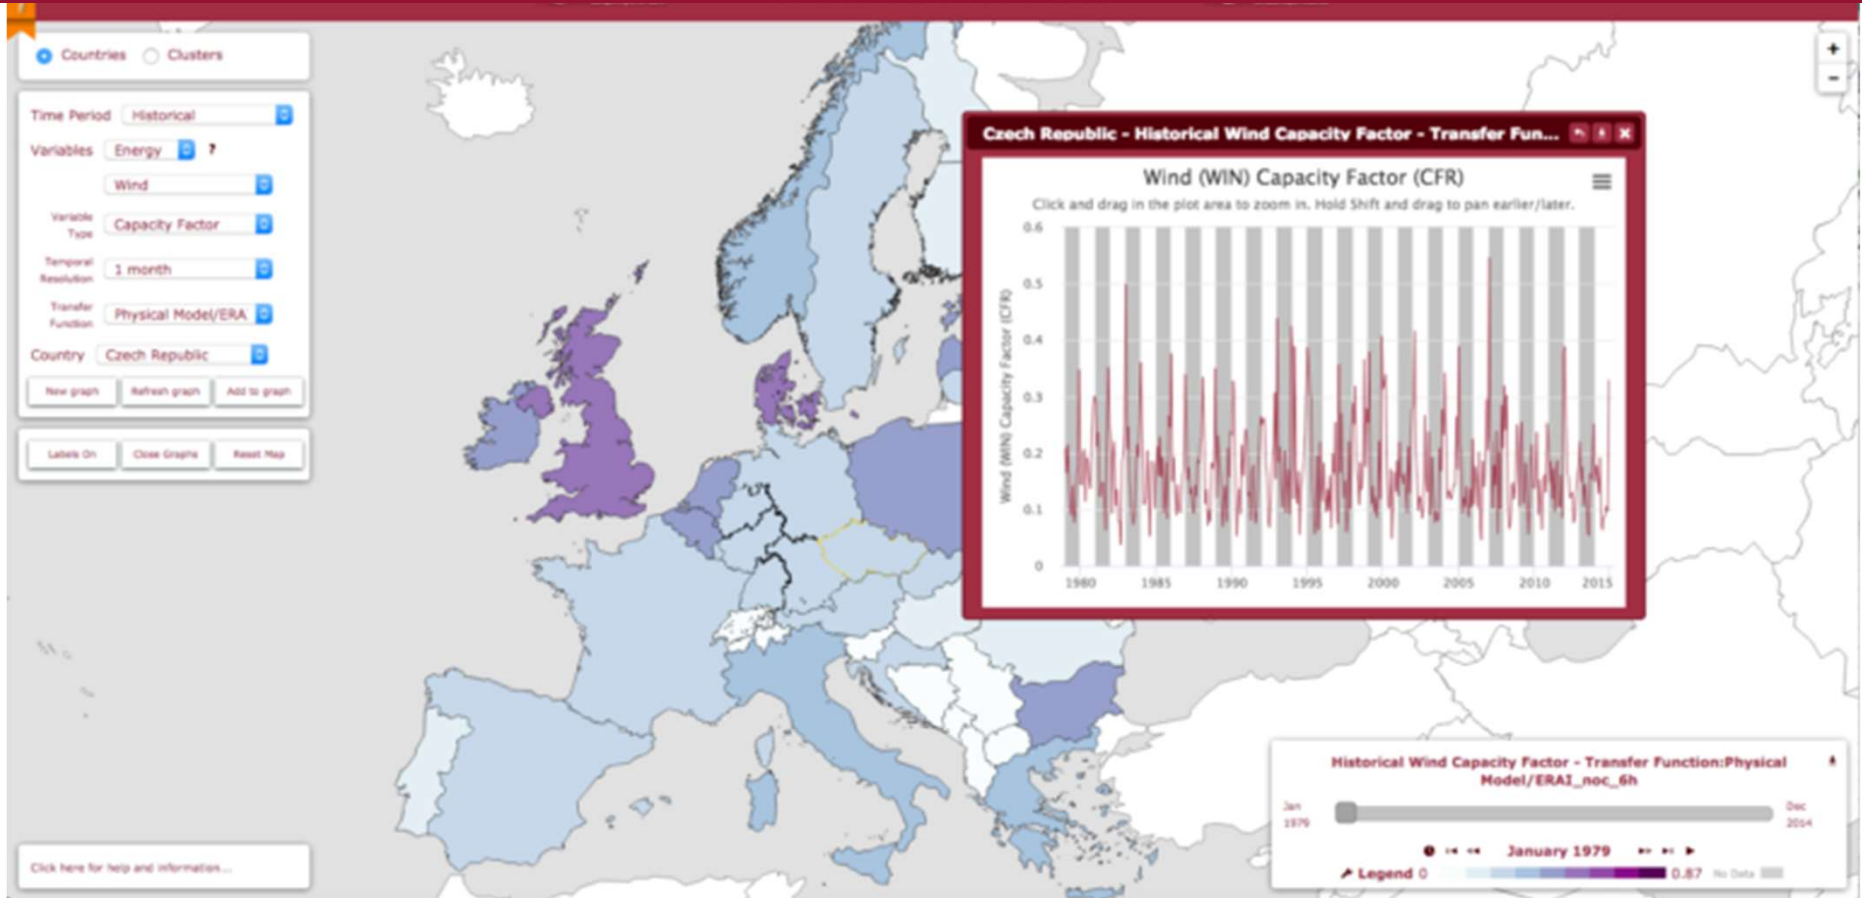 Countries
Clusters
Time Period
Historical
Variables
Energy
?
Wind
Variable
Type
Capacity Factor
Temporal
Resolution
1 month
Transfer
Function
Physical Model/ERA
Country
Czech Republic
New graph
Refresh graph
Add to graph
Labels On
Close Graphs
Reset Map
Click here for help and information...
+
−
Czech Republic - Historical Wind Capacity Factor - Transfer Fun...
Wind (WIN) Capacity Factor (CFR)
Click and drag in the plot area to zoom in. Hold Shift and drag to pan earlier/later.
Wind (WIN) Capacity Factor (CFR)
0.6
0.5
0.4
0.3
0.2
0.1
0
1980
1985
1990
1995
2000
2005
2010
2015
Historical Wind Capacity Factor - Transfer Function:Physical
Model/ERAI_noc_6h
Jan
1979
Dec
2014
January 1979
Legend 0
0.87
No Data